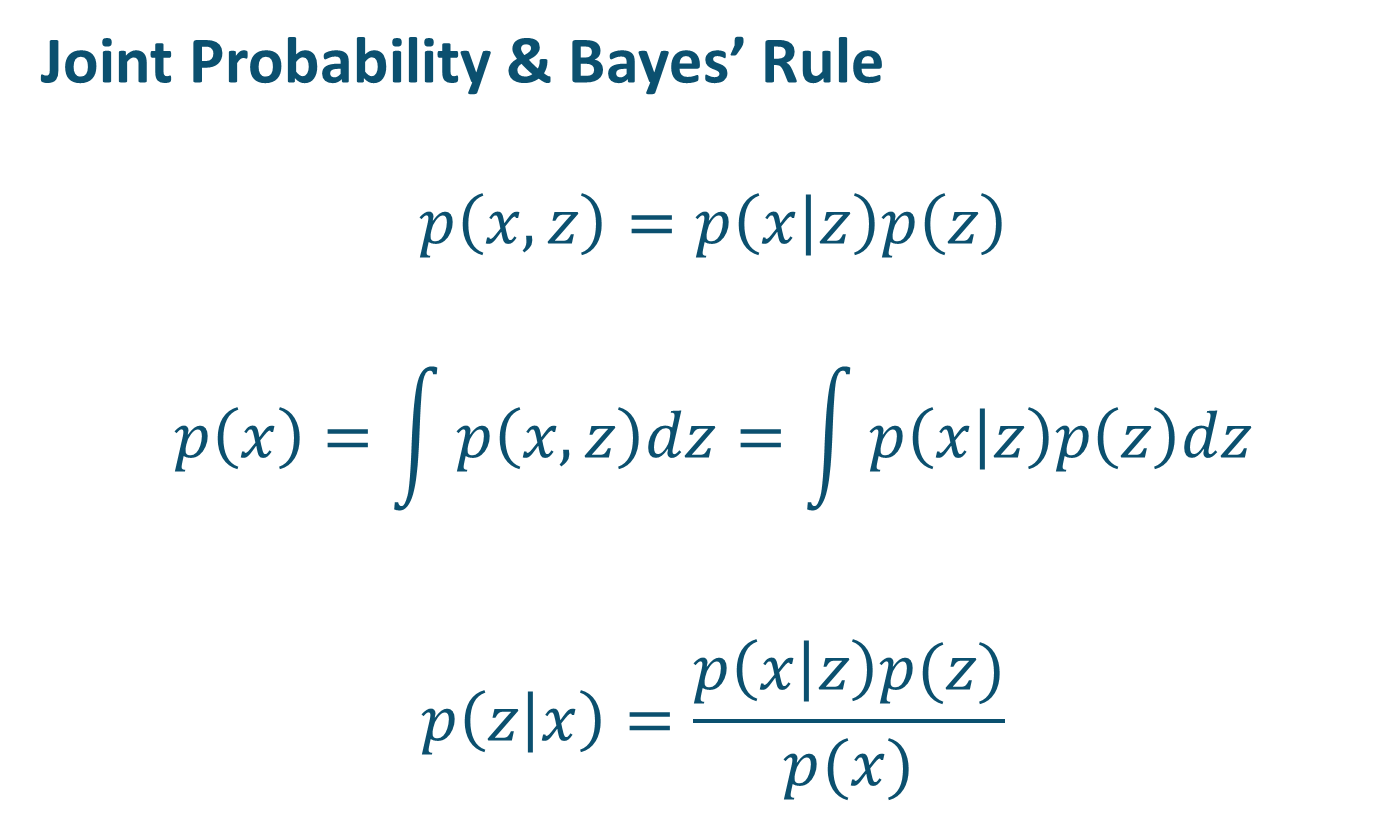 Joint Probability & Bayes’ Rule
p(x, z) = p(x|z)p(z)
p(x) = ∫ p(x, z)dz = ∫ p(x|z)p(z)dz
p(z|x) = p(x|z)p(z) / p(x)